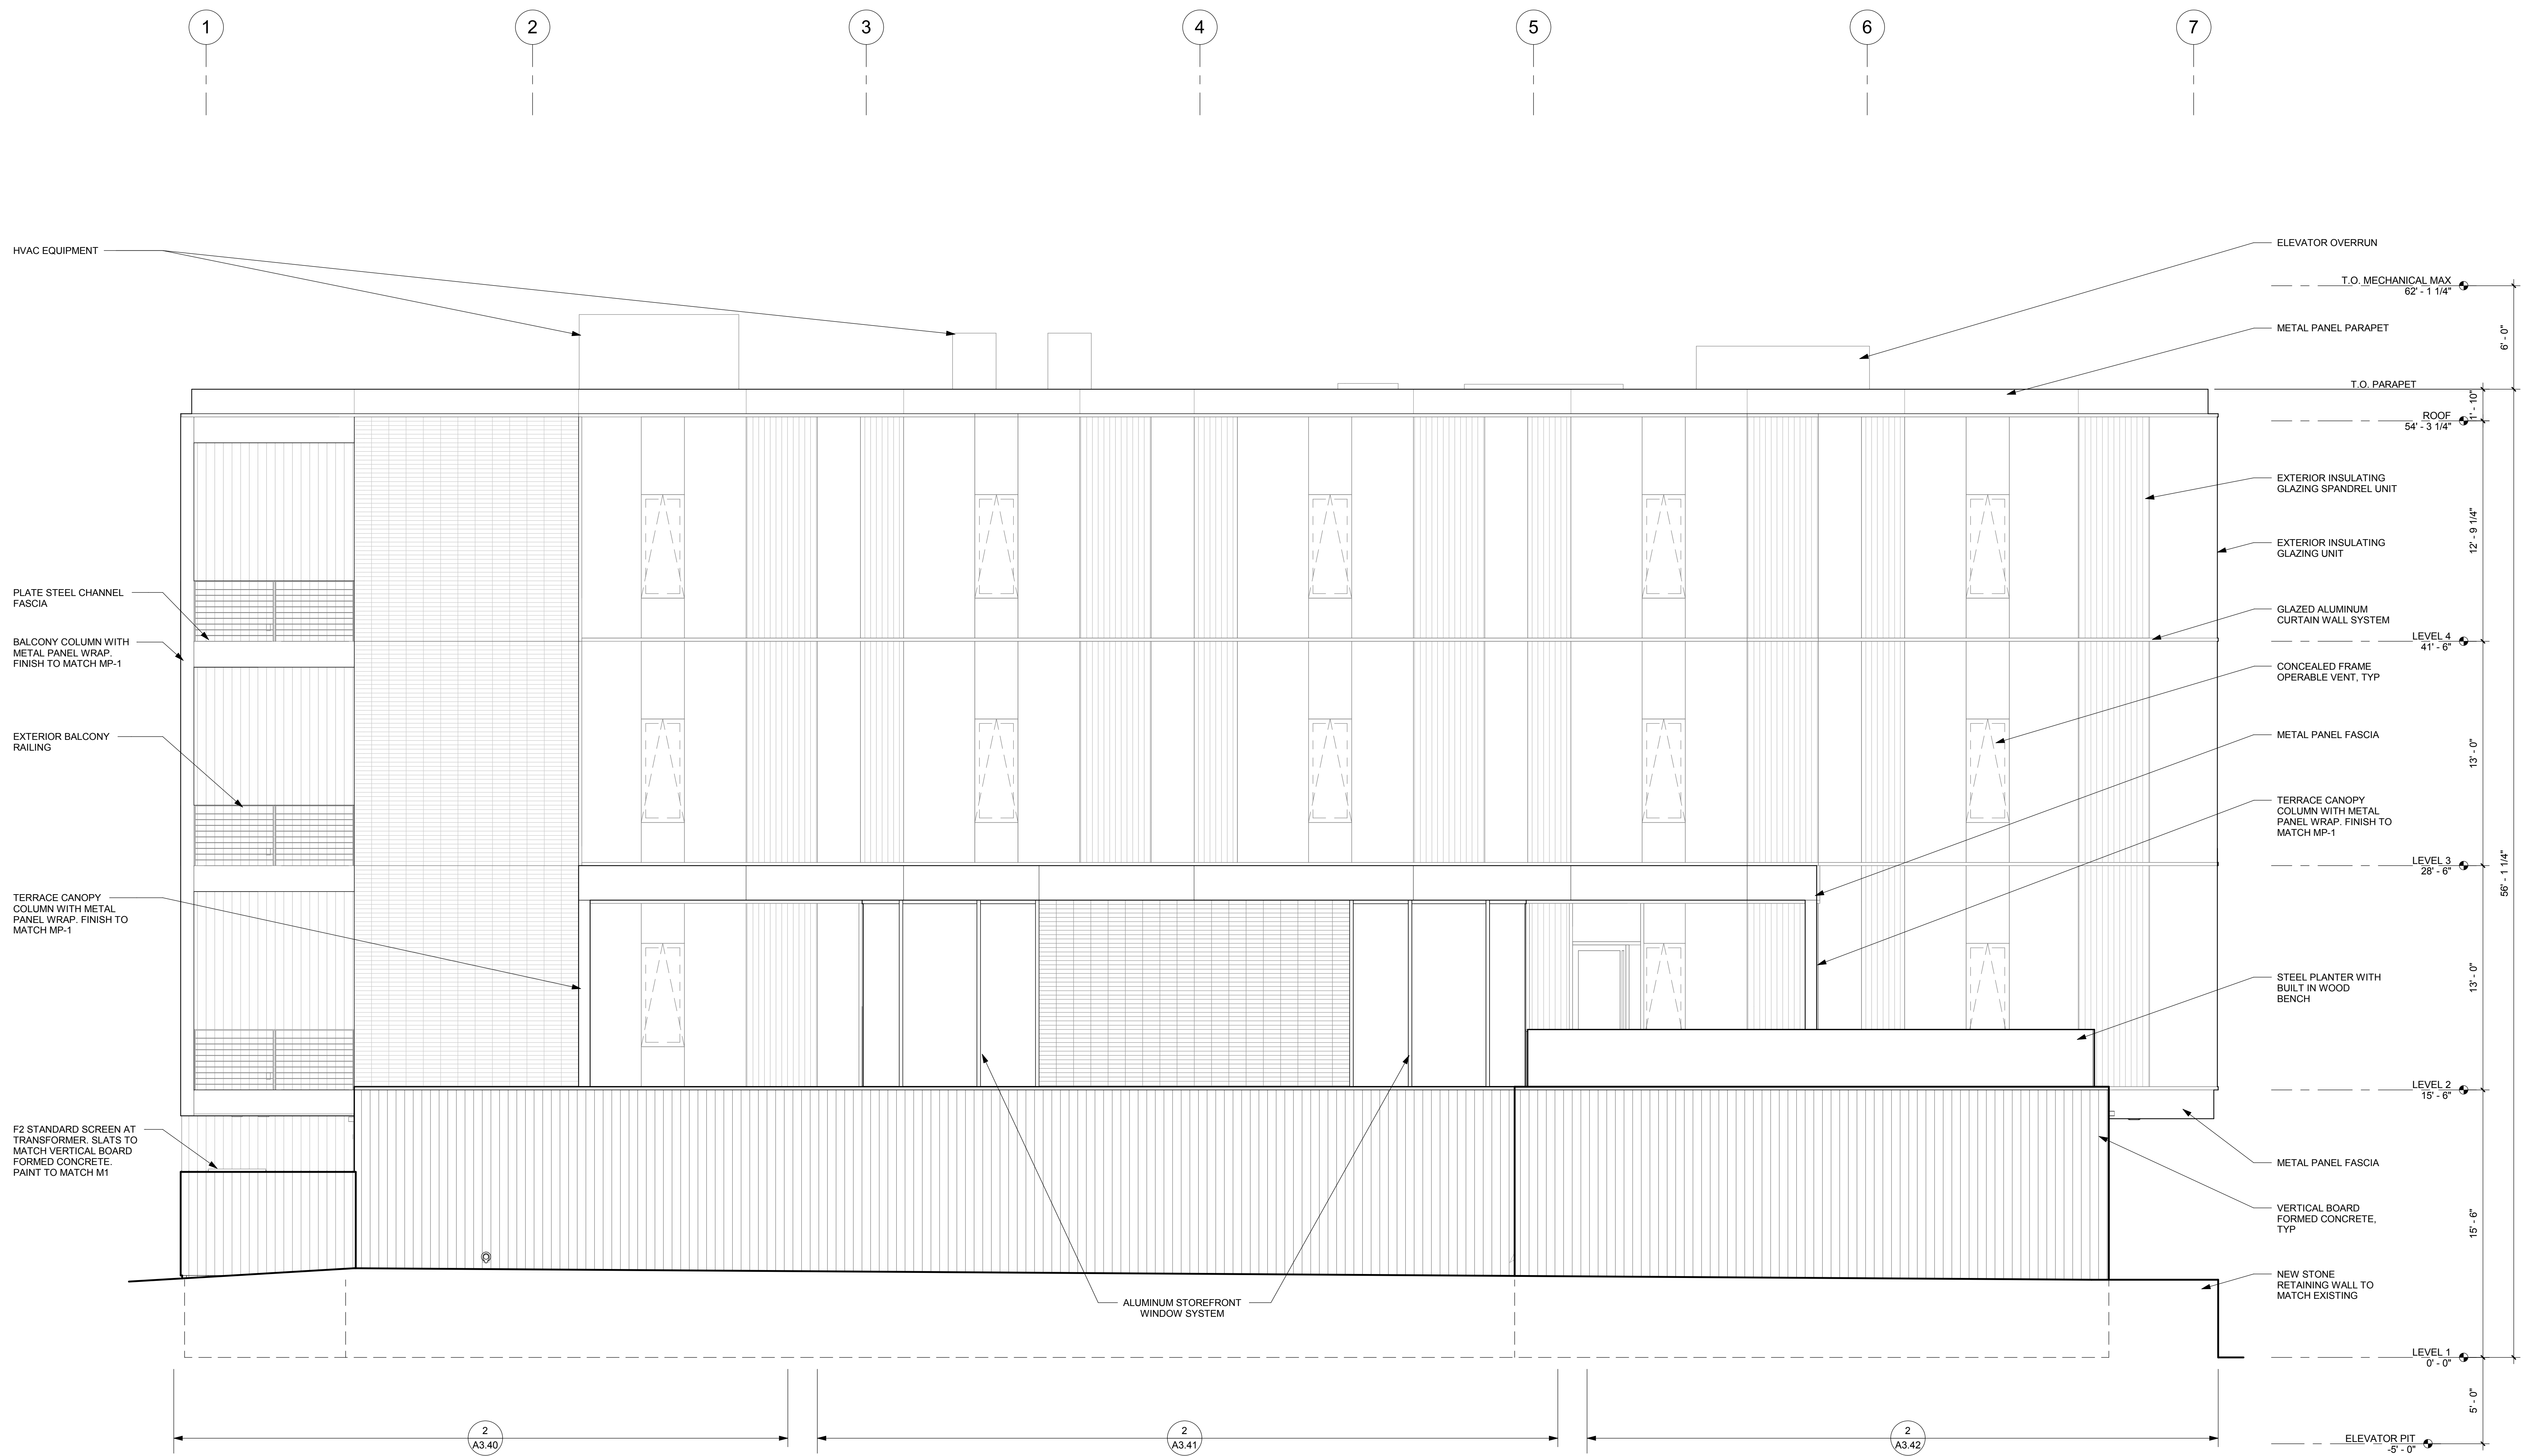 1
2
3
4
5
6
7
HVAC EQUIPMENT
PLATE STEEL CHANNEL
FASCIA
BALCONY COLUMN WITH
METAL PANEL WRAP.
FINISH TO MATCH MP-1
EXTERIOR BALCONY
RAILING
TERRACE CANOPY
COLUMN WITH METAL
PANEL WRAP. FINISH TO
MATCH MP-1
F2 STANDARD SCREEN AT
TRANSFORMER. SLATS TO
MATCH VERTICAL BOARD
FORMED CONCRETE.
PAINT TO MATCH M1
ALUMINUM STOREFRONT
WINDOW SYSTEM
ELEVATOR OVERRUN
METAL PANEL PARAPET
EXTERIOR INSULATING
GLAZING SPANDREL UNIT
EXTERIOR INSULATING
GLAZING UNIT
GLAZED ALUMINUM
CURTAIN WALL SYSTEM
CONCEALED FRAME
OPERABLE VENT, TYP
METAL PANEL FASCIA
TERRACE CANOPY
COLUMN WITH METAL
PANEL WRAP. FINISH TO
MATCH MP-1
STEEL PLANTER WITH
BUILT IN WOOD
BENCH
METAL PANEL FASCIA
VERTICAL BOARD
FORMED CONCRETE,
TYP
NEW STONE
RETAINING WALL TO
MATCH EXISTING
T.O. MECHANICAL MAX
62' - 1 1/4"
T.O. PARAPET
ROOF
54' - 3 1/4"
LEVEL 4
41' - 6"
LEVEL 3
28' - 6"
LEVEL 2
15' - 6"
LEVEL 1
0' - 0"
ELEVATOR PIT
-5' - 0"
6' - 0"
1' - 10"
12' - 9 1/4"
13' - 0"
13' - 0"
56' - 1 1/4"
15' - 6"
5' - 0"
2
A3.40
2
A3.41
2
A3.42